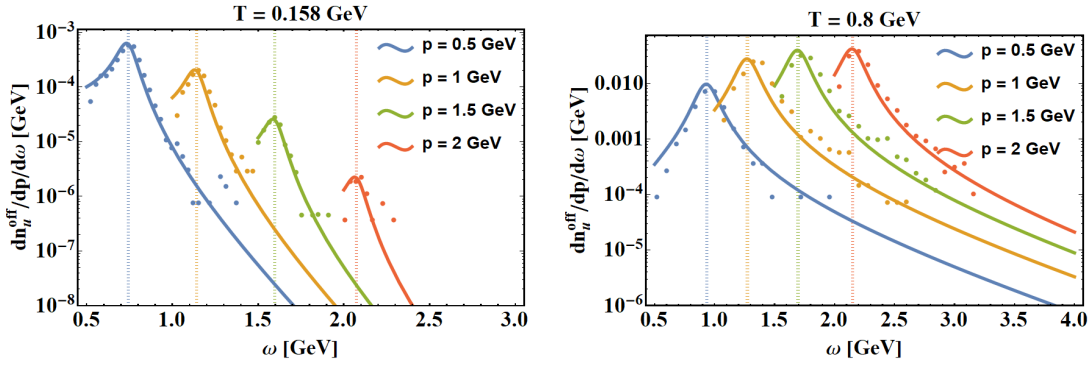 T = 0.158 GeV
dn_u^off/dp/dω [GeV]
10^-3
10^-4
10^-5
10^-6
10^-7
10^-8
p = 0.5 GeV
p = 1 GeV
p = 1.5 GeV
p = 2 GeV
0.5 1.0 1.5 2.0 2.5 3.0
ω [GeV]
T = 0.8 GeV
dn_u^off/dp/dω [GeV]
0.010
0.001
10^-4
10^-5
10^-6
p = 0.5 GeV
p = 1 GeV
p = 1.5 GeV
p = 2 GeV
0.5 1.0 1.5 2.0 2.5 3.0 3.5 4.0
ω [GeV]